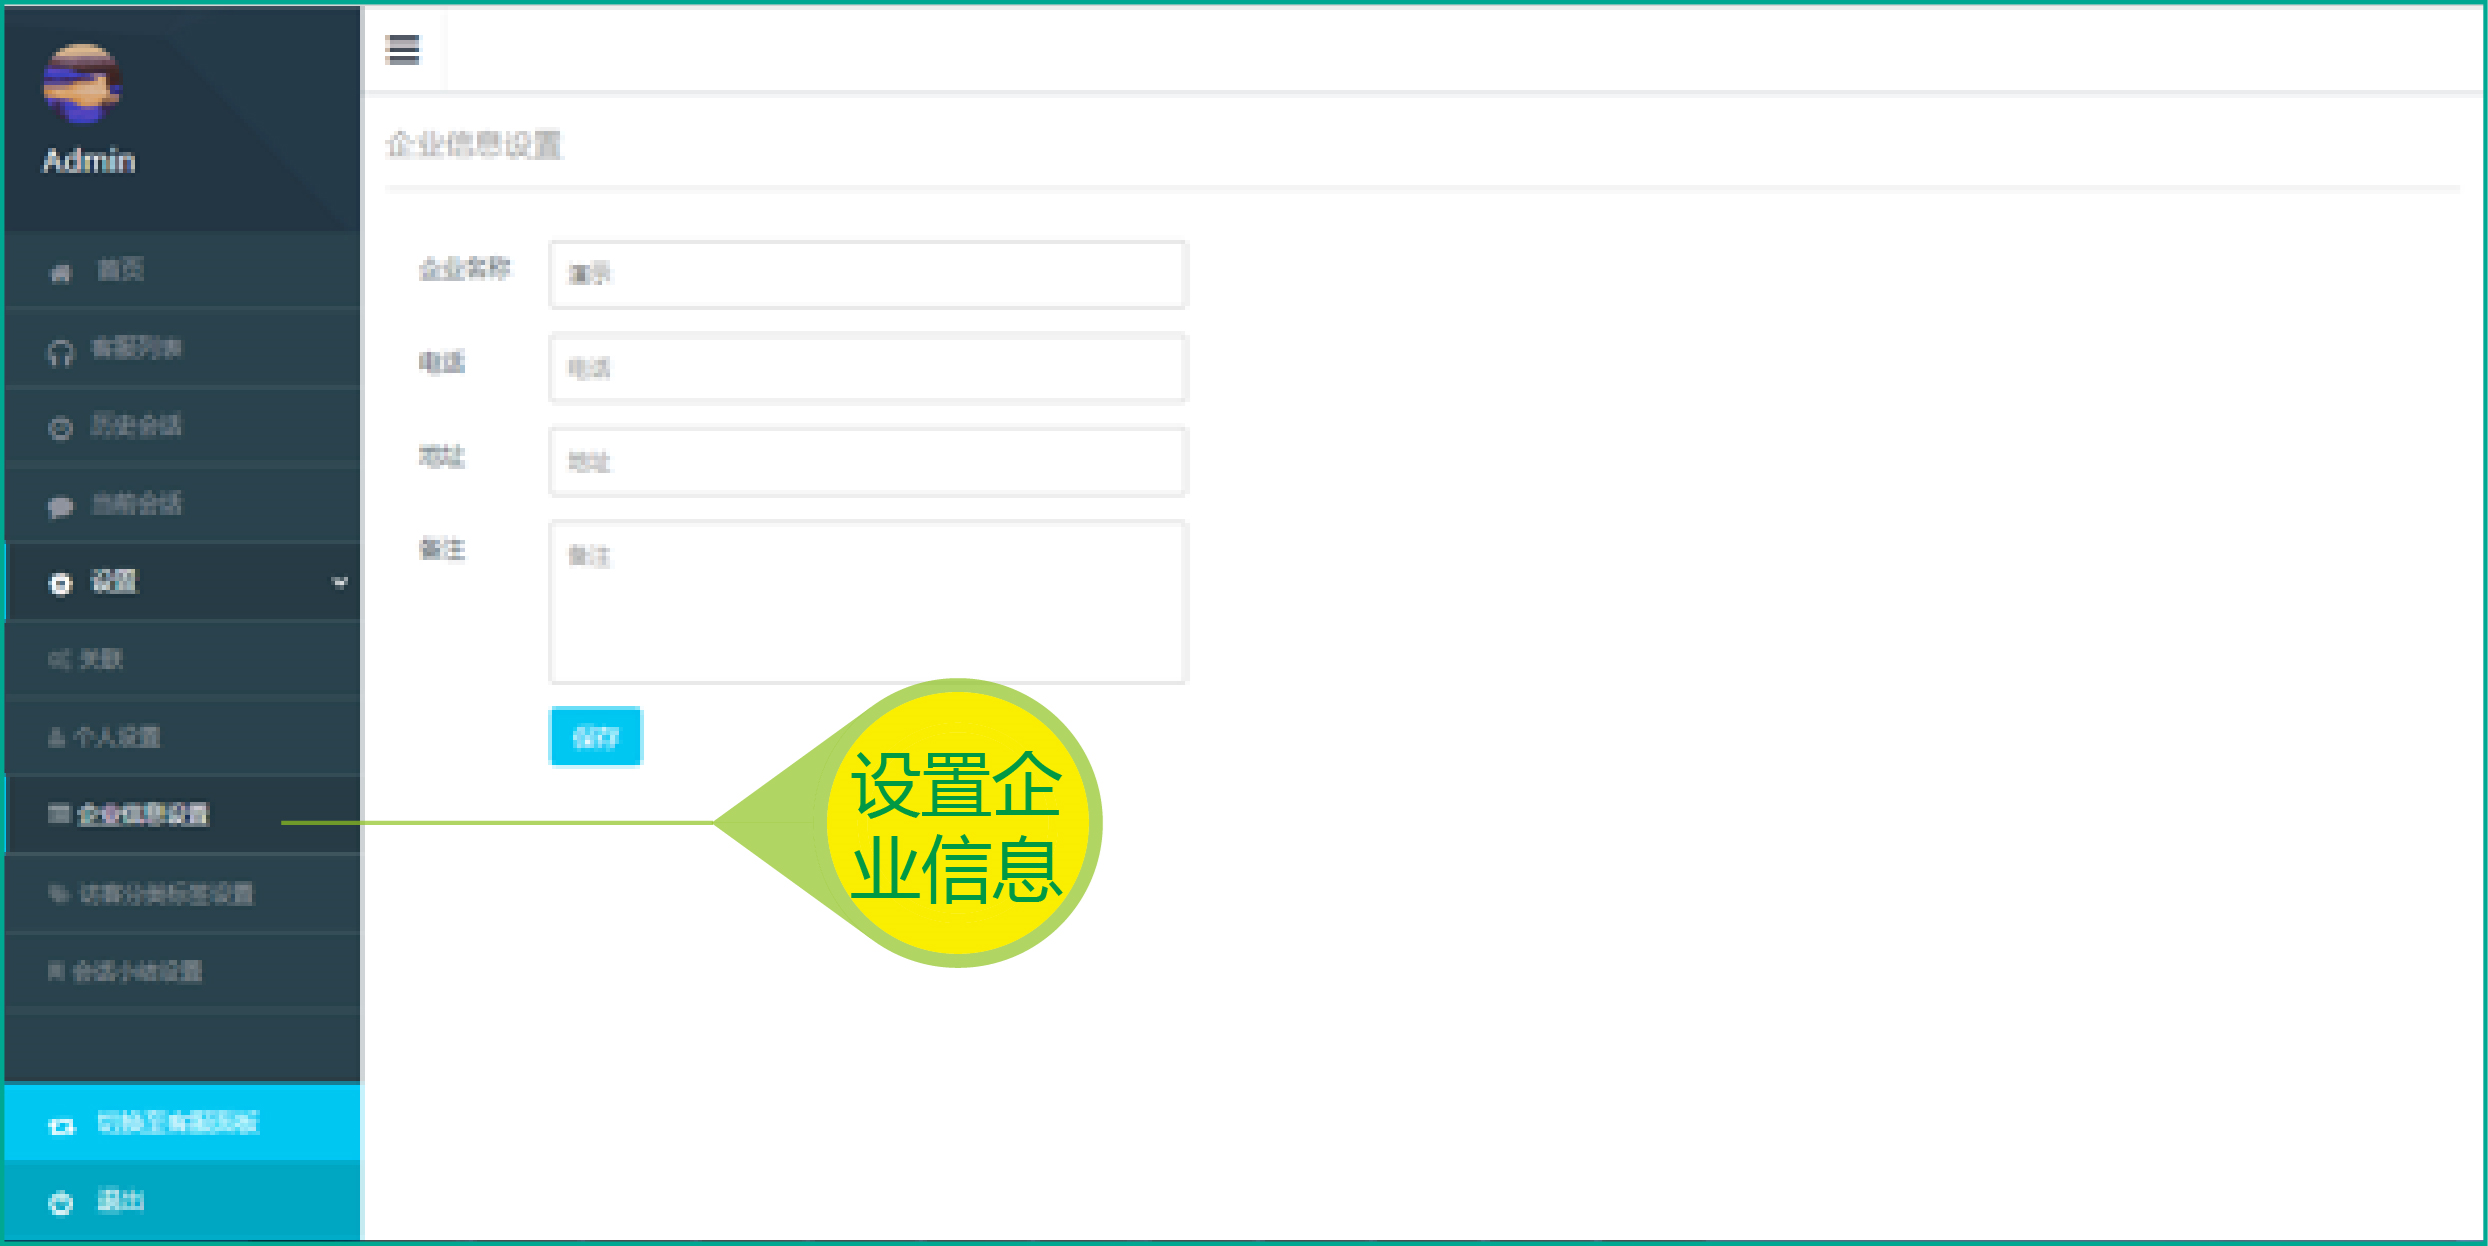 Admin
首页
客服列表
历史会话
当前会话
设置
关联
个人设置
企业信息设置
访客分类标签设置
会话小结设置
切换至客服面板
退出
企业信息设置
企业名称
演示
电话
电话
地址
地址
备注
备注
保存
设置企
业信息